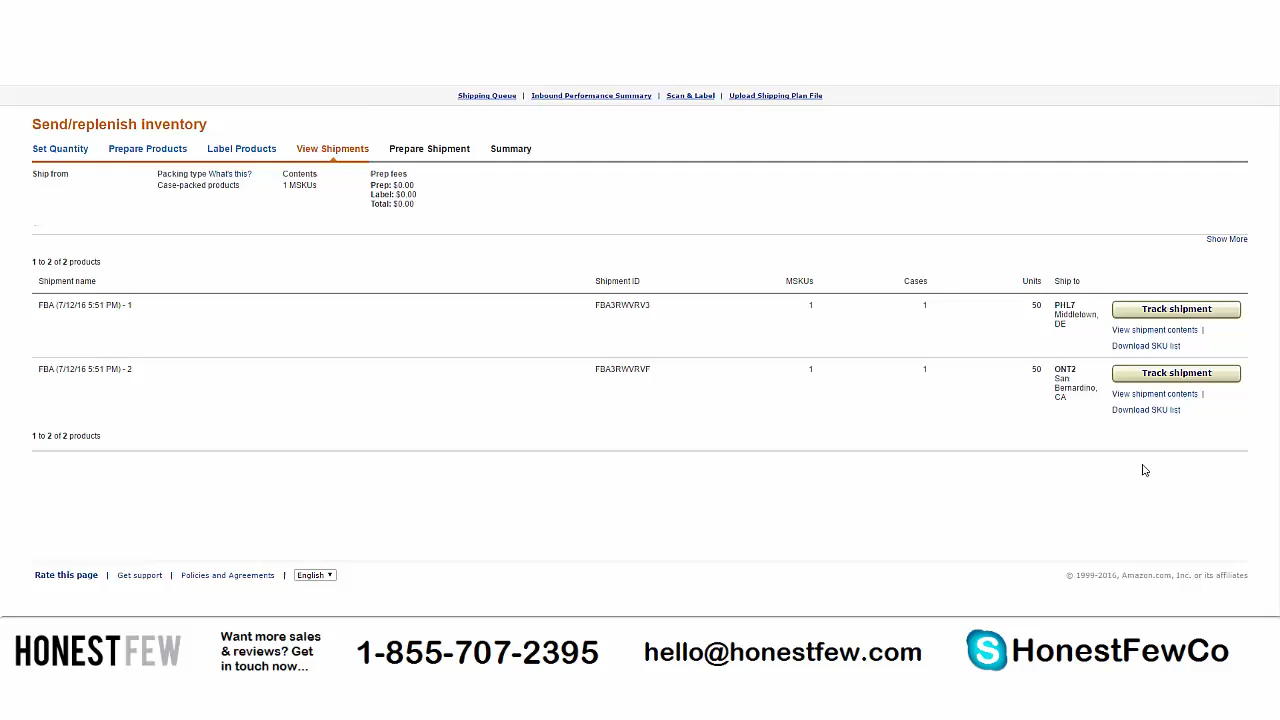 Shipping Queue | Inbound Performance Summary | Scan & Label | Upload Shipping Plan File
Send/replenish inventory
Set Quantity Prepare Products Label Products View Shipments Prepare Shipment Summary
Ship from Packing type What's this? Contents Prep fees
Case-packed products 1 MSKUs Prep: $0.00
Label: $0.00
Total: $0.00
Show More
1 to 2 of 2 products
Shipment name Shipment ID MSKUs Cases Units Ship to
FBA (7/12/16 5:51 PM) - 1 FBA3RWVRV3 1 1 50 PHL7 Track shipment
Middletown,
DE
View shipment contents |
Download SKU list
FBA (7/12/16 5:51 PM) - 2 FBA3RWVRVF 1 1 50 ONT2 Track shipment
San
Bernardino,
CA
View shipment contents |
Download SKU list
1 to 2 of 2 products
Rate this page | Get support | Policies and Agreements | English ▼
© 1999-2016, Amazon.com, Inc. or its affiliates
HONEST FEW
Want more sales
& reviews? Get
in touch now...
1-855-707-2395
hello@honestfew.com
S HonestFewCo